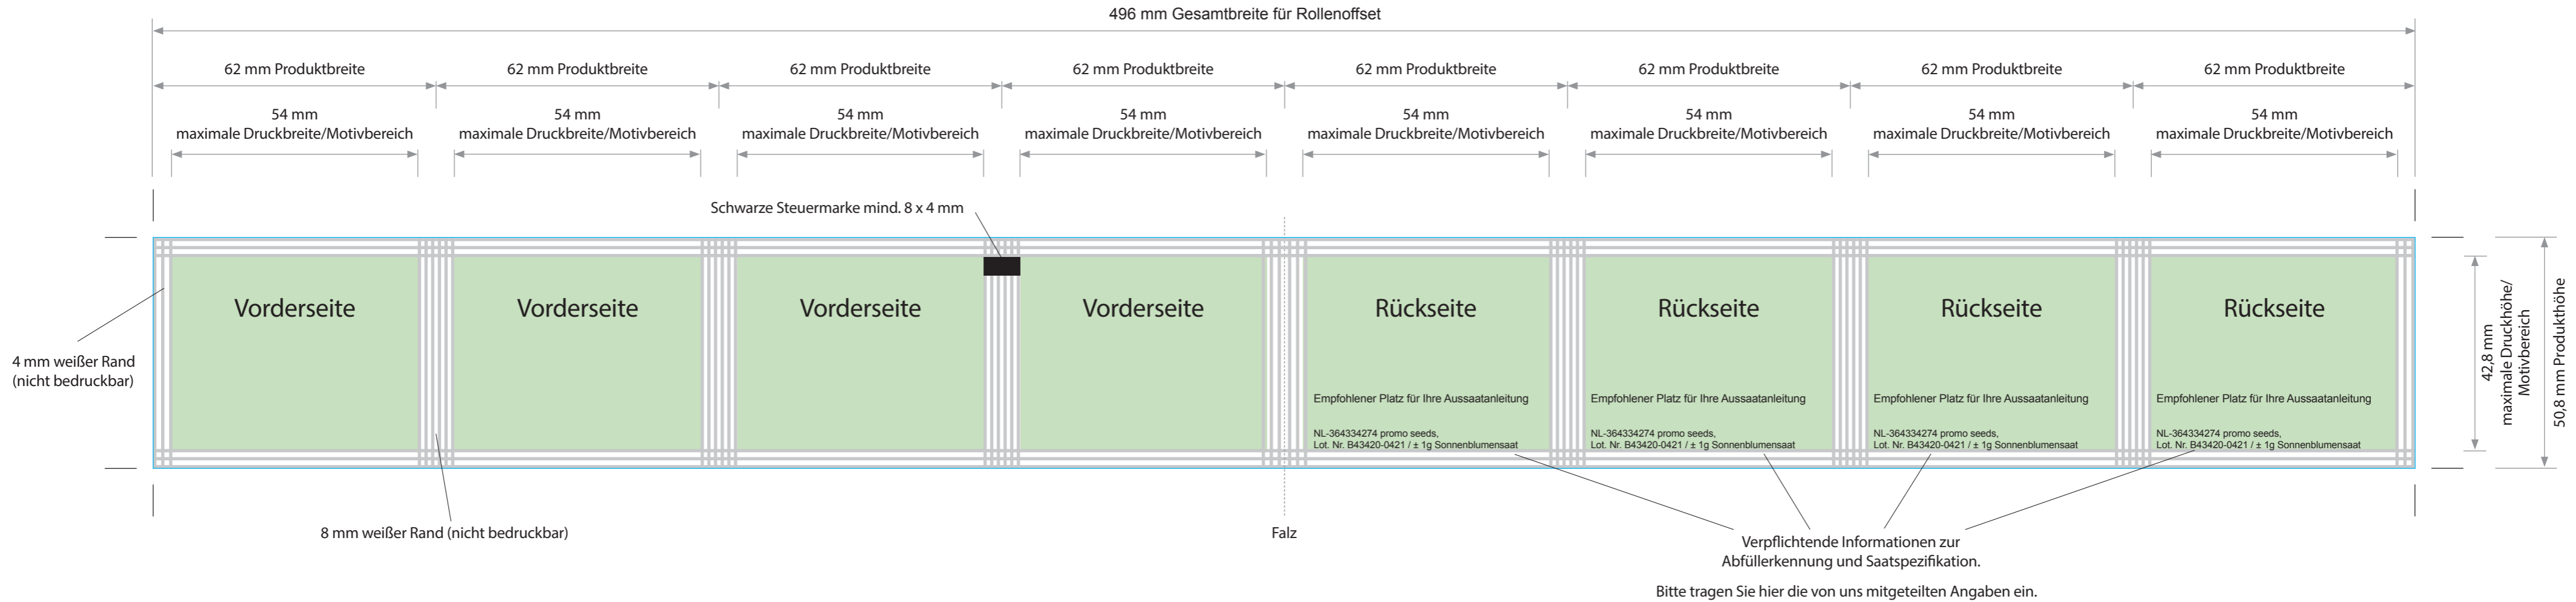 496 mm Gesamtbreite für Rollenoffset
62 mm Produktbreite
62 mm Produktbreite
62 mm Produktbreite
62 mm Produktbreite
62 mm Produktbreite
62 mm Produktbreite
62 mm Produktbreite
62 mm Produktbreite
54 mm
maximale Druckbreite/Motivbereich
54 mm
maximale Druckbreite/Motivbereich
54 mm
maximale Druckbreite/Motivbereich
54 mm
maximale Druckbreite/Motivbereich
54 mm
maximale Druckbreite/Motivbereich
54 mm
maximale Druckbreite/Motivbereich
54 mm
maximale Druckbreite/Motivbereich
54 mm
maximale Druckbreite/Motivbereich
Schwarze Steuermarke mind. 8 x 4 mm
Vorderseite
Vorderseite
Vorderseite
Vorderseite
Rückseite
Rückseite
Rückseite
Rückseite
4 mm weißer Rand
(nicht bedruckbar)
Empfohlener Platz für Ihre Aussaatanleitung
NL-364334274 promo seeds,
Lot. Nr. B43420-0421 / ± 1g Sonnenblumensaat
Empfohlener Platz für Ihre Aussaatanleitung
NL-364334274 promo seeds,
Lot. Nr. B43420-0421 / ± 1g Sonnenblumensaat
Empfohlener Platz für Ihre Aussaatanleitung
NL-364334274 promo seeds,
Lot. Nr. B43420-0421 / ± 1g Sonnenblumensaat
Empfohlener Platz für Ihre Aussaatanleitung
NL-364334274 promo seeds,
Lot. Nr. B43420-0421 / ± 1g Sonnenblumensaat
42,8 mm
maximale Druckhöhe/
Motivbereich
50,8 mm Produkthöhe
8 mm weißer Rand (nicht bedruckbar)
Falz
Verpflichtende Informationen zur
Abfüllerkennung und Saatspezifikation.
Bitte tragen Sie hier die von uns mitgeteilten Angaben ein.